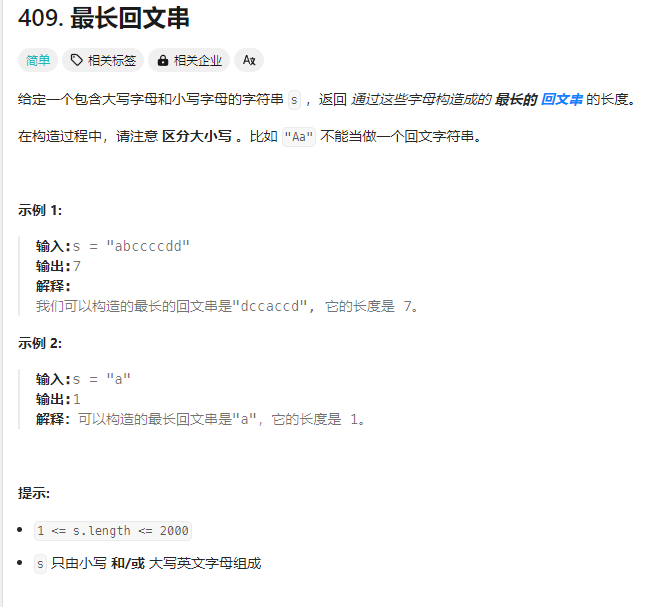 409. 最长回文串
简单 相关标签 相关企业 Aᵡ
给定一个包含大写字母和小写字母的字符串 s ，返回 通过这些字母构造成的 最长的 回文串 的长度。
在构造过程中，请注意 区分大小写 。比如 "Aa" 不能当做一个回文字符串。
示例 1:
输入:s = "abccccdd"
输出:7
解释:
我们可以构造的最长的回文串是"dccaccd", 它的长度是 7。
示例 2:
输入:s = "a"
输出:1
解释：可以构造的最长回文串是"a"，它的长度是 1。
提示:
1 <= s.length <= 2000
s 只由小写 和/或 大写英文字母组成